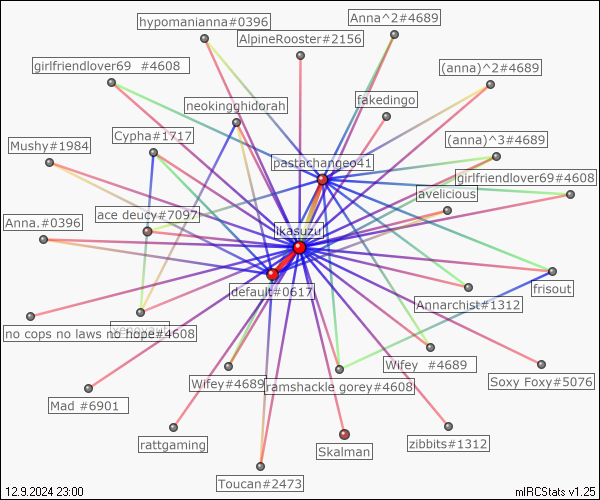 hypomanianna#0396
Anna^2#4689
AlpineRooster#2156
girlfriendlover69 #4608
(anna)^2#4689
neokingghidorah
fakedingo
Cypha#1717
(anna)^3#4689
Mushy#1984
pastachangeo41
girlfriendlover69#4608
avelicious
ace deucy#7097
Anna.#0396
ikasuzu
default#0617
frisout
Annarchist#1312
no cops no laws no hope#4608
Wifey #4689
Wifey#4689
ramshackle gorey#4608
Soxy Foxy#5076
Mad #6901
rattgaming
zibbits#1312
Skalman
Toucan#2473
12.9.2024 23:00
mIRCStats v1.25